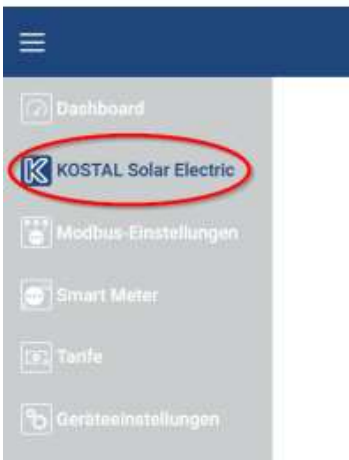 Dashboard
KOSTAL Solar Electric
Modbus-Einstellungen
Smart Meter
Tarife
Geräteeinstellungen